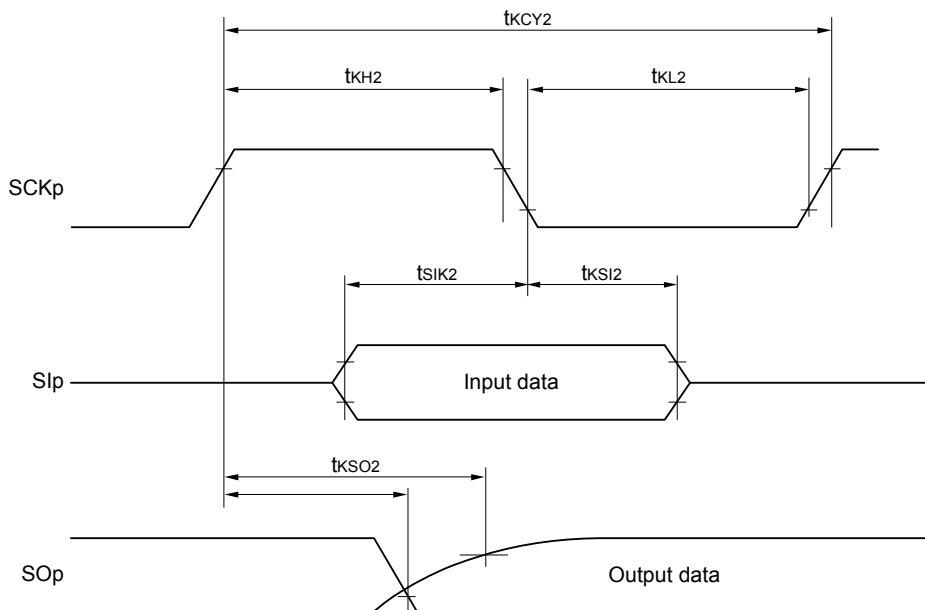 tKCY2
tKH2
tKL2
SCKp
tSIK2
tKSI2
SIp
Input data
tKSO2
SOp
Output data